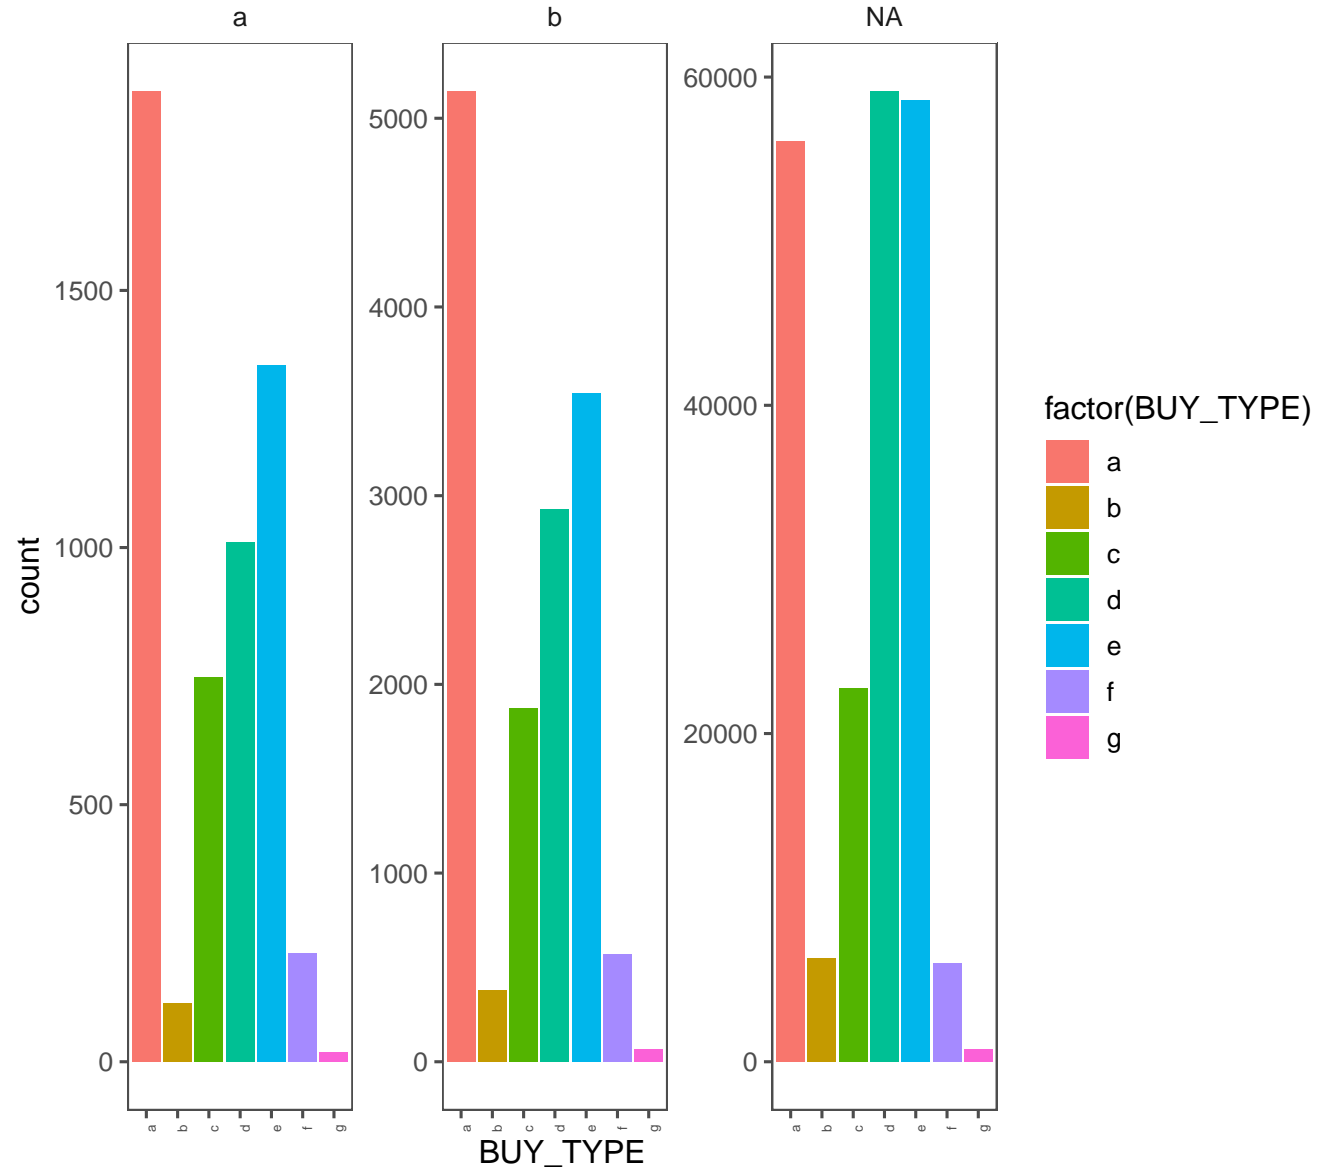 a b NA
count
1500
1000
500
0
5000
4000
3000
2000
1000
0
60000
40000
20000
0
a b c d e f g
a b c d e f g
a b c d e f g
BUY_TYPE
factor(BUY_TYPE)
a
b
c
d
e
f
g